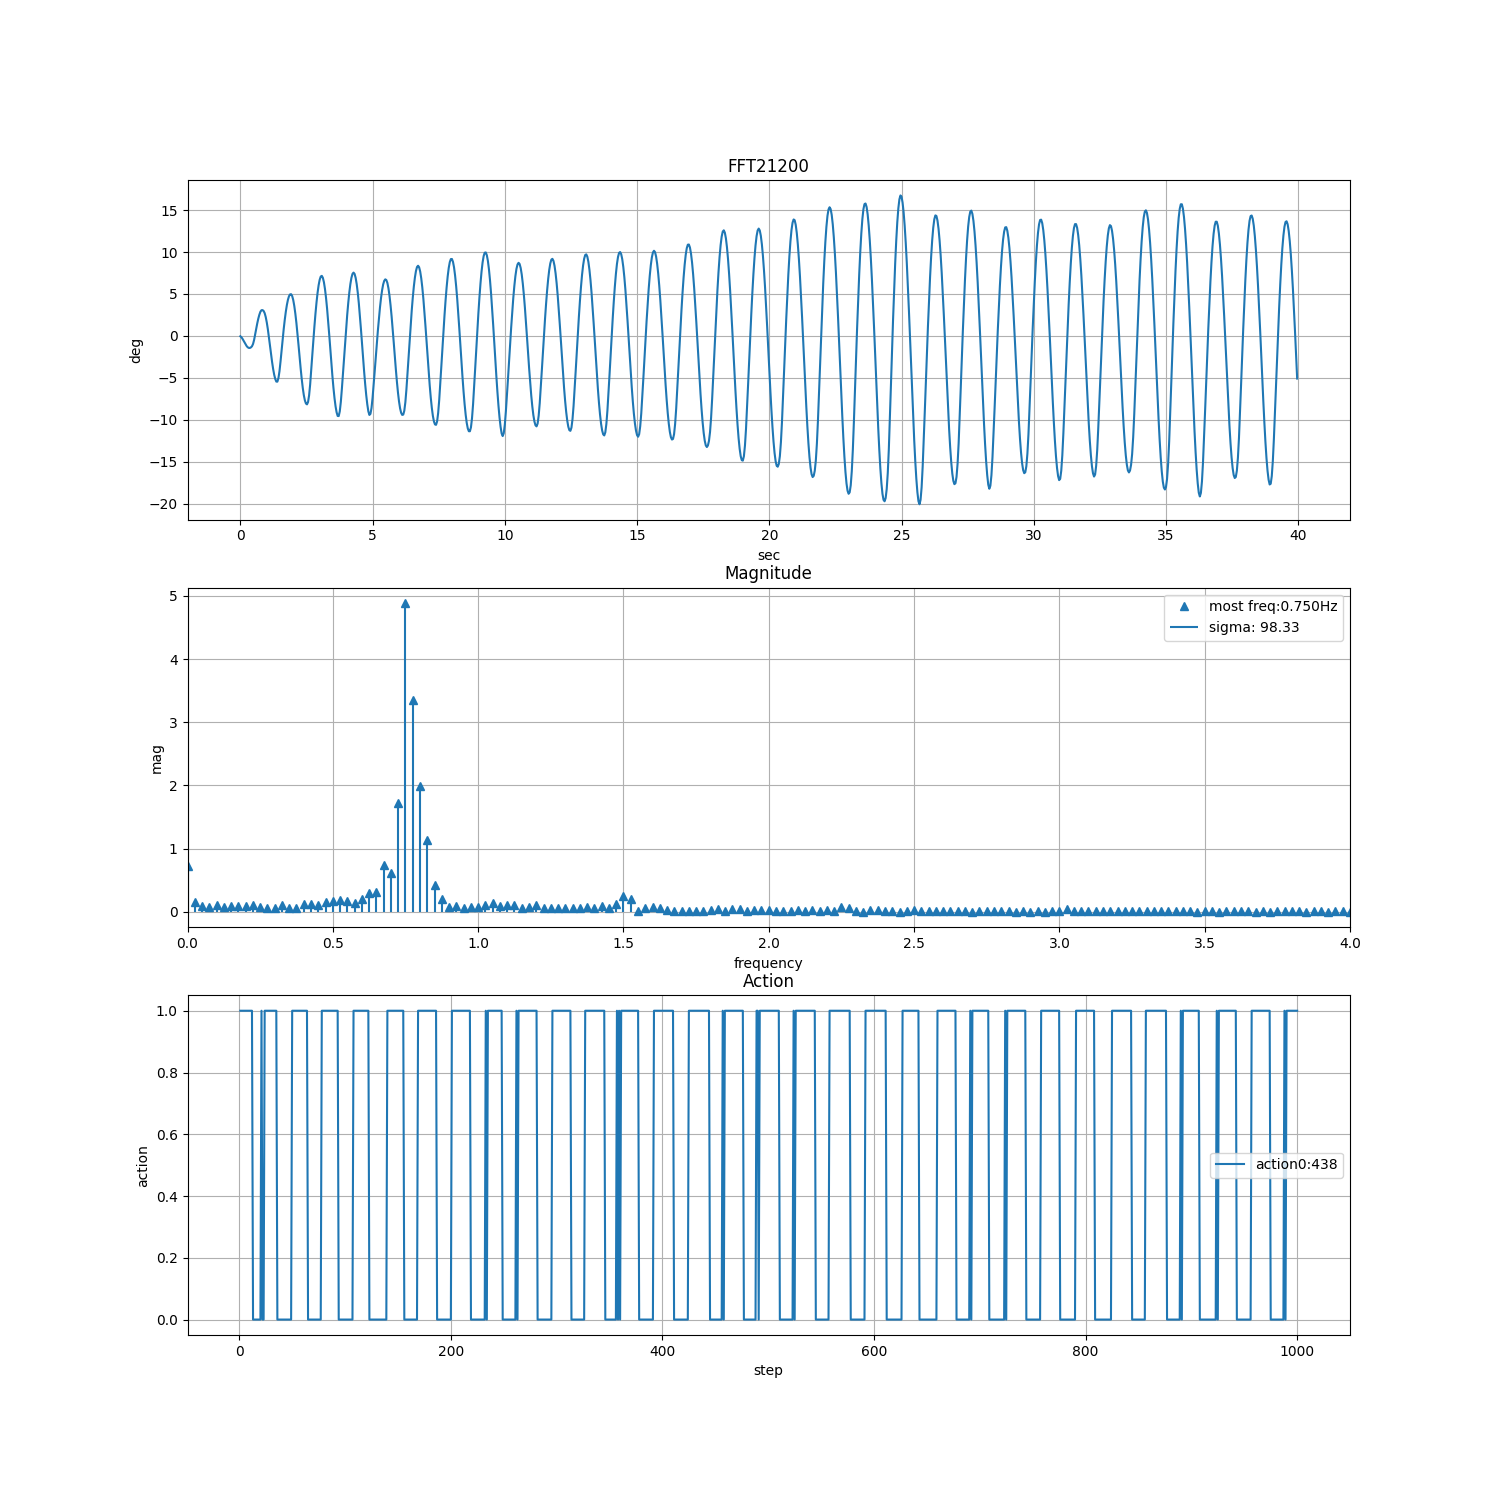 FFT21200
15
10
5
0
−5
−10
−15
−20
deg
0 5 10 15 20 25 30 35 40
sec
Magnitude
most freq:0.750Hz
sigma: 98.33
5
4
3
2
1
0
mag
0.0 0.5 1.0 1.5 2.0 2.5 3.0 3.5 4.0
frequency
Action
1.0
0.8
0.6
0.4
0.2
0.0
action
action0:438
0 200 400 600 800 1000
step